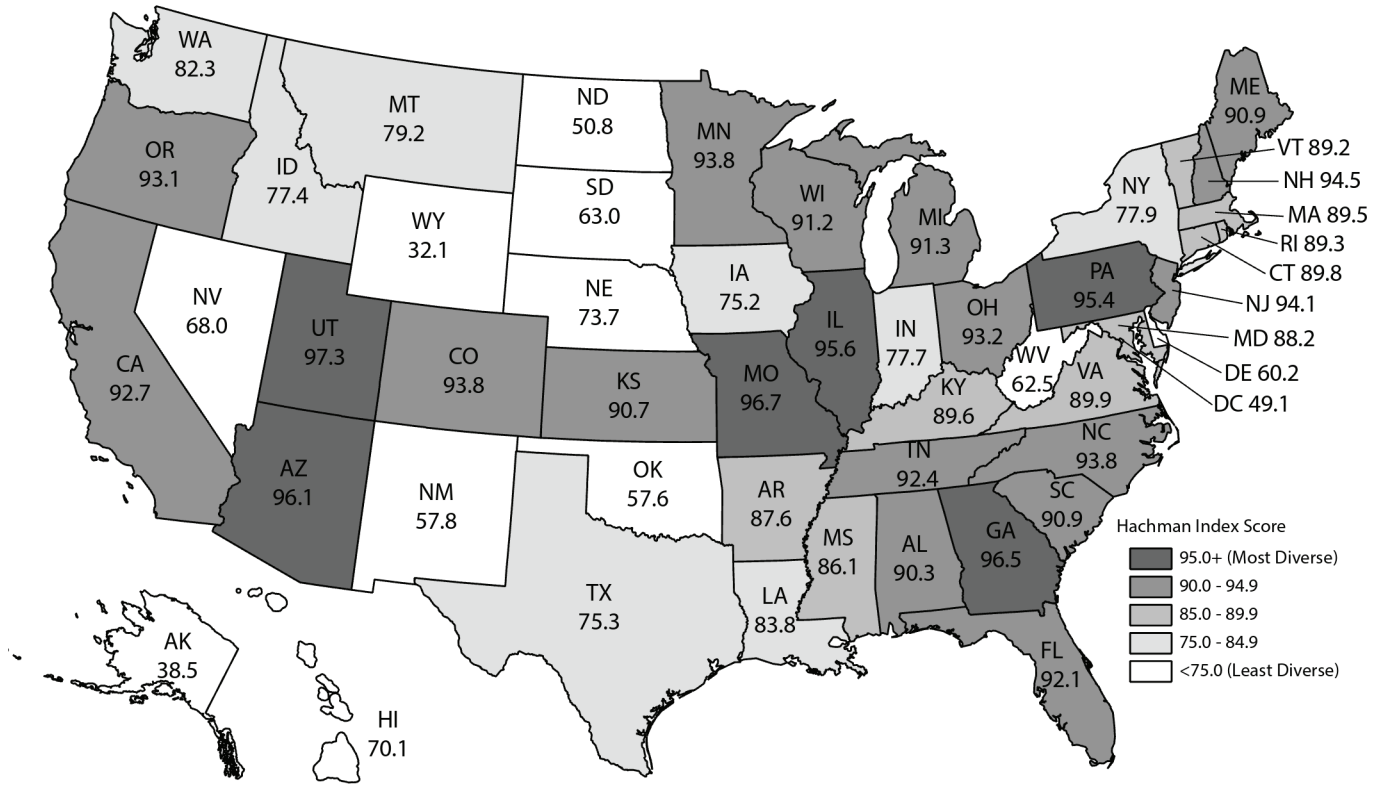 WA
82.3
MT
79.2
ND
50.8
MN
93.8
ME
90.9
VT 89.2
NH 94.5
OR
93.1
ID
77.4
SD
63.0
WI
91.2
MI
91.3
NY
77.9
MA 89.5
RI 89.3
CT 89.8
WY
32.1
IA
75.2
PA
95.4
NJ 94.1
MD 88.2
DE 60.2
DC 49.1
NV
68.0
UT
97.3
NE
73.7
IL
95.6
IN
77.7
OH
93.2
WV
62.5
VA
89.9
CA
92.7
CO
93.8
KS
90.7
MO
96.7
KY
89.6
NC
93.8
TN
92.4
AZ
96.1
NM
57.8
OK
57.6
AR
87.6
SC
90.9
MS
86.1
AL
90.3
GA
96.5
TX
75.3
LA
83.8
FL
92.1
AK
38.5
HI
70.1
Hachman Index Score
95.0+ (Most Diverse)
90.0 - 94.9
85.0 - 89.9
75.0 - 84.9
<75.0 (Least Diverse)